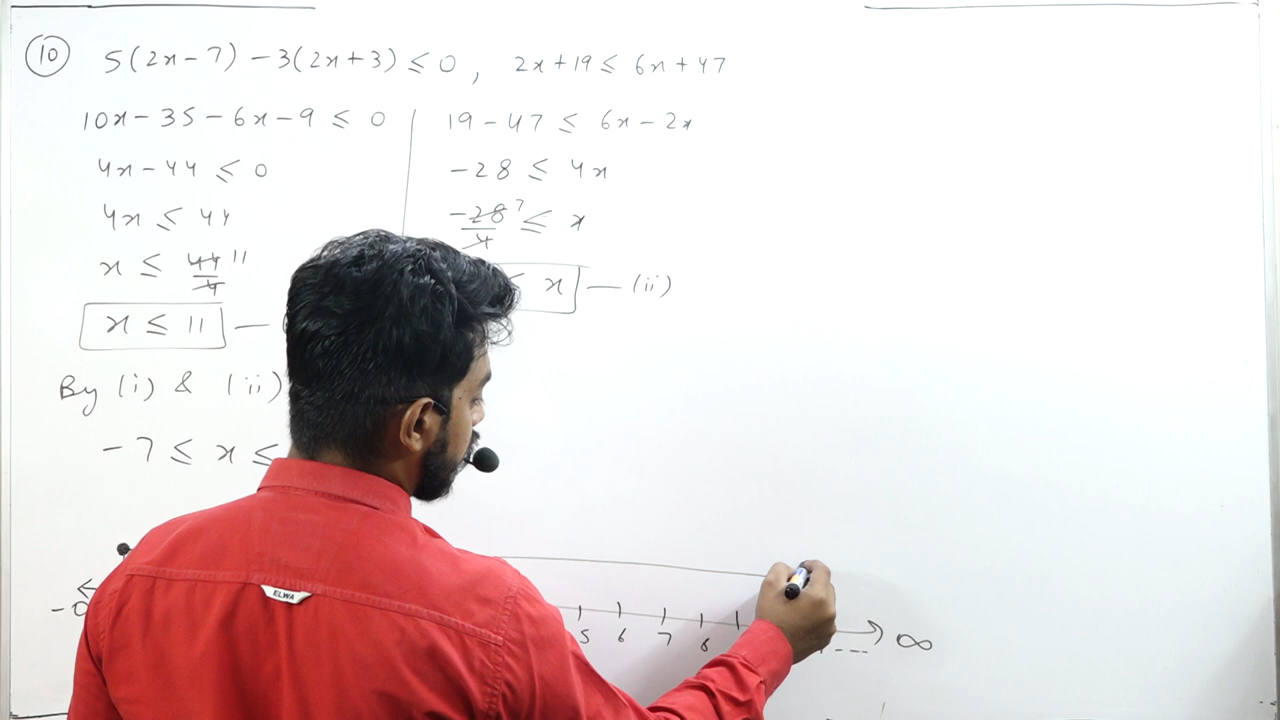 (10) 5(2x-7) - 3(2x+3) ≤ 0, 2x+19 ≤ 6x+47
10x - 35 - 6x - 9 ≤ 0
4x - 44 ≤ 0
4x ≤ 44
x ≤ 44/4 11
x ≤ 11 —
19 - 47 ≤ 6x - 2x
-28 ≤ 4x
-28/4 7 ≤ x
≤ x — (ii)
By (i) & (ii)
-7 ≤ x ≤
ELWA
5 6 7 8 --- ∞